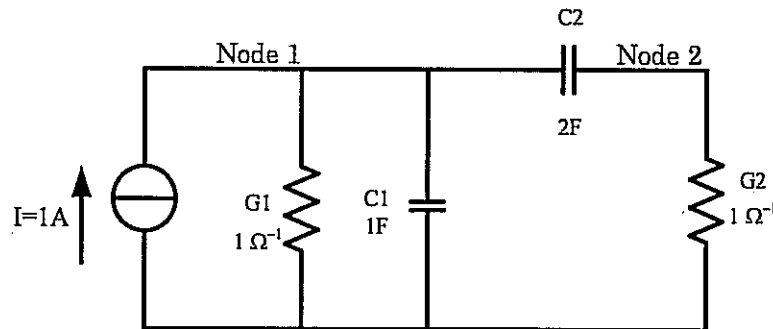 C2
Node 1
Node 2
2F
I=1A
G1
1 Ω⁻¹
C1
1F
G2
1 Ω⁻¹